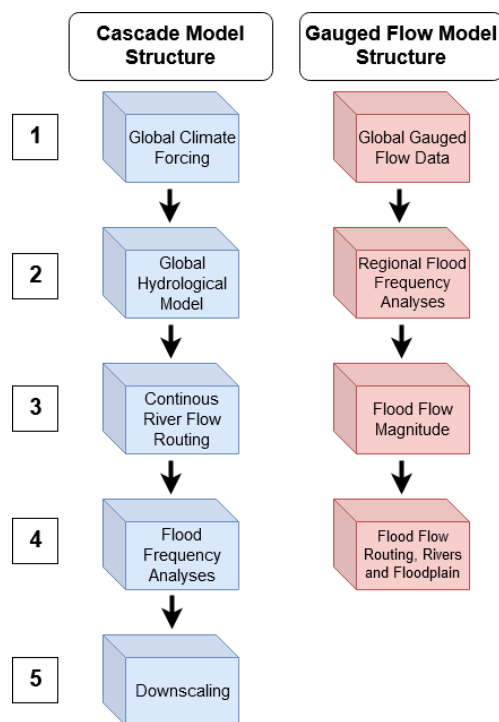 Cascade Model
Structure
Gauged Flow Model
Structure
1
Global Climate
Forcing
Global Gauged
Flow Data
2
Global
Hydrological
Model
Regional Flood
Frequency
Analyses
3
Continous
River Flow
Routing
Flood Flow
Magnitude
4
Flood
Frequency
Analyses
Flood Flow
Routing, Rivers
and Floodplain
5
Downscaling